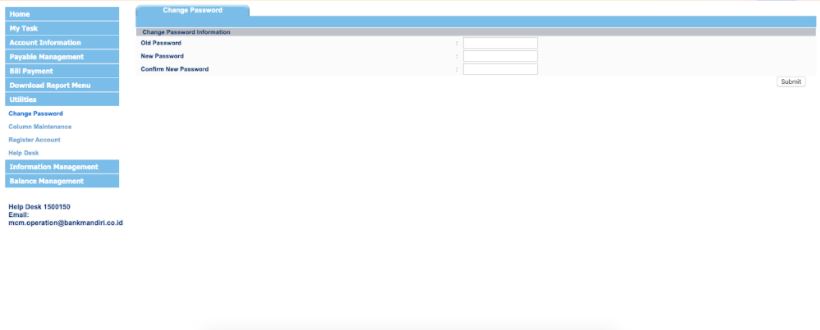 Home
My Task
Account Information
Payable Management
Bill Payment
Download Report Menu
Utilities
Change Password
Column Maintenance
Register Account
Help Desk
Information Management
Balance Management
Help Desk 1500150
Email:
mcm.operation@bankmandiri.co.id
Change Password
Change Password Information
Old Password :
New Password :
Confirm New Password :
Submit